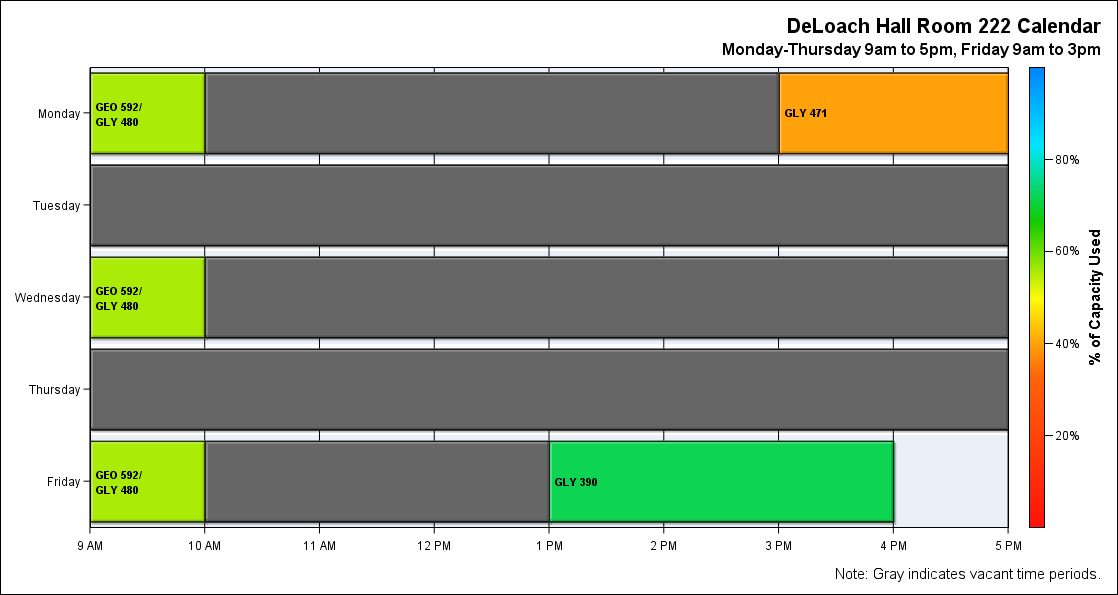 DeLoach Hall Room 222 Calendar
Monday-Thursday 9am to 5pm, Friday 9am to 3pm
Monday
GEO 592/
GLY 480
GLY 471
Tuesday
Wednesday
GEO 592/
GLY 480
Thursday
Friday
GEO 592/
GLY 480
GLY 390
9 AM
10 AM
11 AM
12 PM
1 PM
2 PM
3 PM
4 PM
5 PM
80%
60%
40%
20%
% of Capacity Used
Note: Gray indicates vacant time periods.